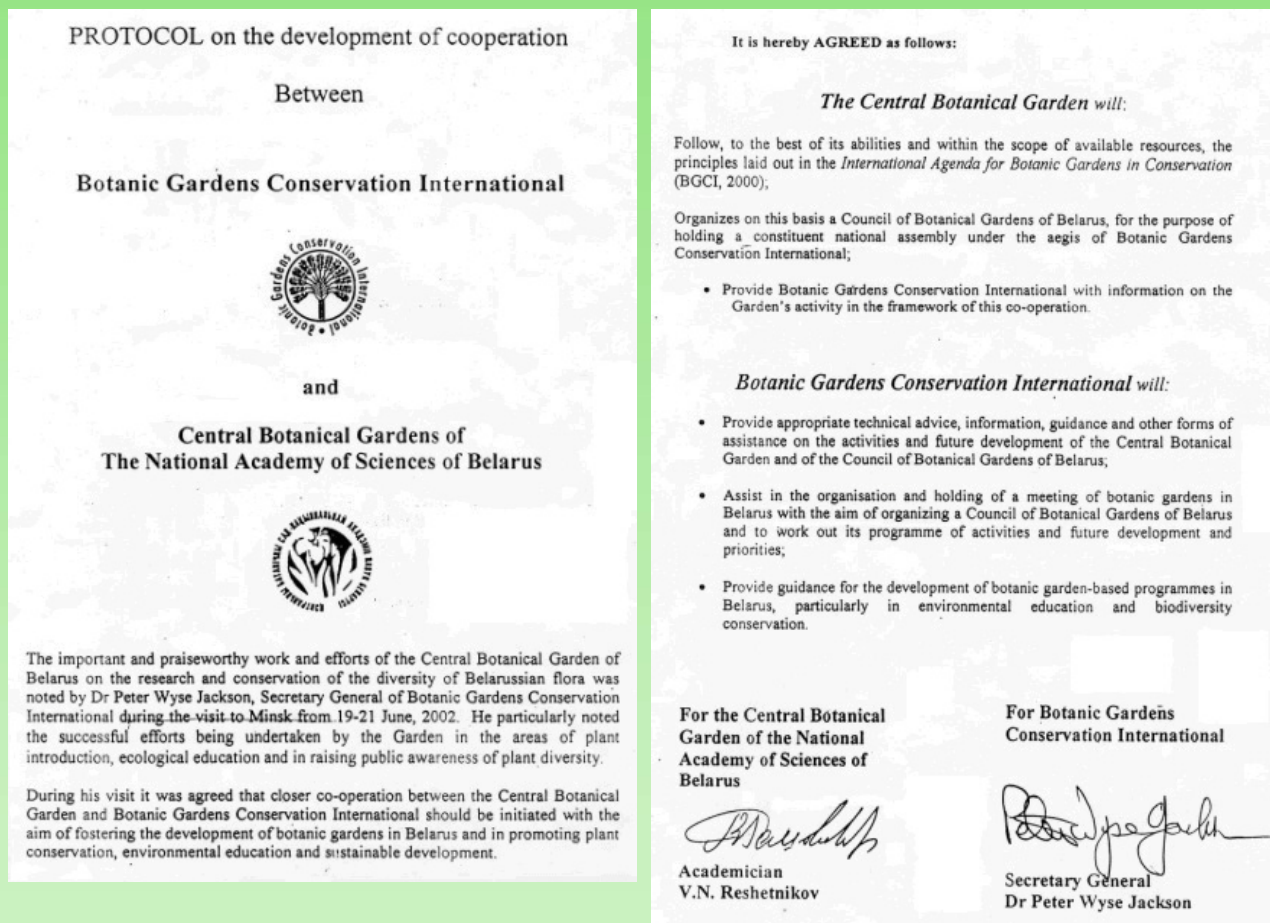 PROTOCOL on the development of cooperation
Between
Botanic Gardens Conservation International
Botanic Gardens Conservation International
and
Central Botanical Gardens of
The National Academy of Sciences of Belarus
The important and praiseworthy work and efforts of the Central Botanical Garden of
Belarus on the research and conservation of the diversity of Belarussian flora was
noted by Dr Peter Wyse Jackson, Secretary General of Botanic Gardens Conservation
International during the visit to Minsk from 19-21 June, 2002. He particularly noted
the successful efforts being undertaken by the Garden in the areas of plant
introduction, ecological education and in raising public awareness of plant diversity.
During his visit it was agreed that closer co-operation between the Central Botanical
Garden and Botanic Gardens Conservation International should be initiated with the
aim of fostering the development of botanic gardens in Belarus and in promoting plant
conservation, environmental education and sustainable development.
It is hereby AGREED as follows:
The Central Botanical Garden will:
Follow, to the best of its abilities and within the scope of available resources, the
principles laid out in the International Agenda for Botanic Gardens in Conservation
(BGCI, 2000);
Organizes on this basis a Council of Botanical Gardens of Belarus, for the purpose of
holding a constituent national assembly under the aegis of Botanic Gardens
Conservation International;
• Provide Botanic Gardens Conservation International with information on the
Garden's activity in the framework of this co-operation.
Botanic Gardens Conservation International will:
• Provide appropriate technical advice, information, guidance and other forms of
assistance on the activities and future development of the Central Botanical
Garden and of the Council of Botanical Gardens of Belarus;
• Assist in the organisation and holding of a meeting of botanic gardens in
Belarus with the aim of organizing a Council of Botanical Gardens of Belarus
and to work out its programme of activities and future development and
priorities;
• Provide guidance for the development of botanic garden-based programmes in
Belarus, particularly in environmental education and biodiversity
conservation.
For the Central Botanical
Garden of the National
Academy of Sciences of
Belarus
Academician
V.N. Reshetnikov
For Botanic Gardens
Conservation International
Peter Wyse Jackson
Secretary General
Dr Peter Wyse Jackson